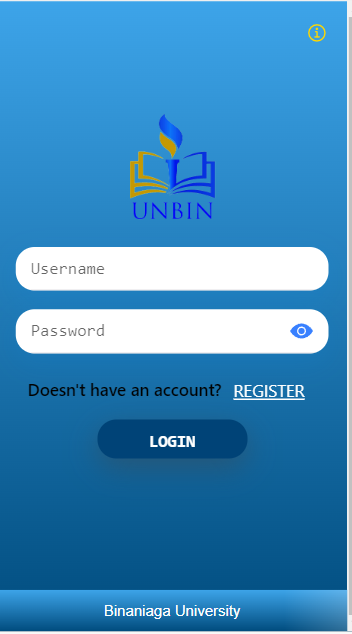 UNBIN
Username
Password
Doesn't have an account? REGISTER
LOGIN
Binaniaga University